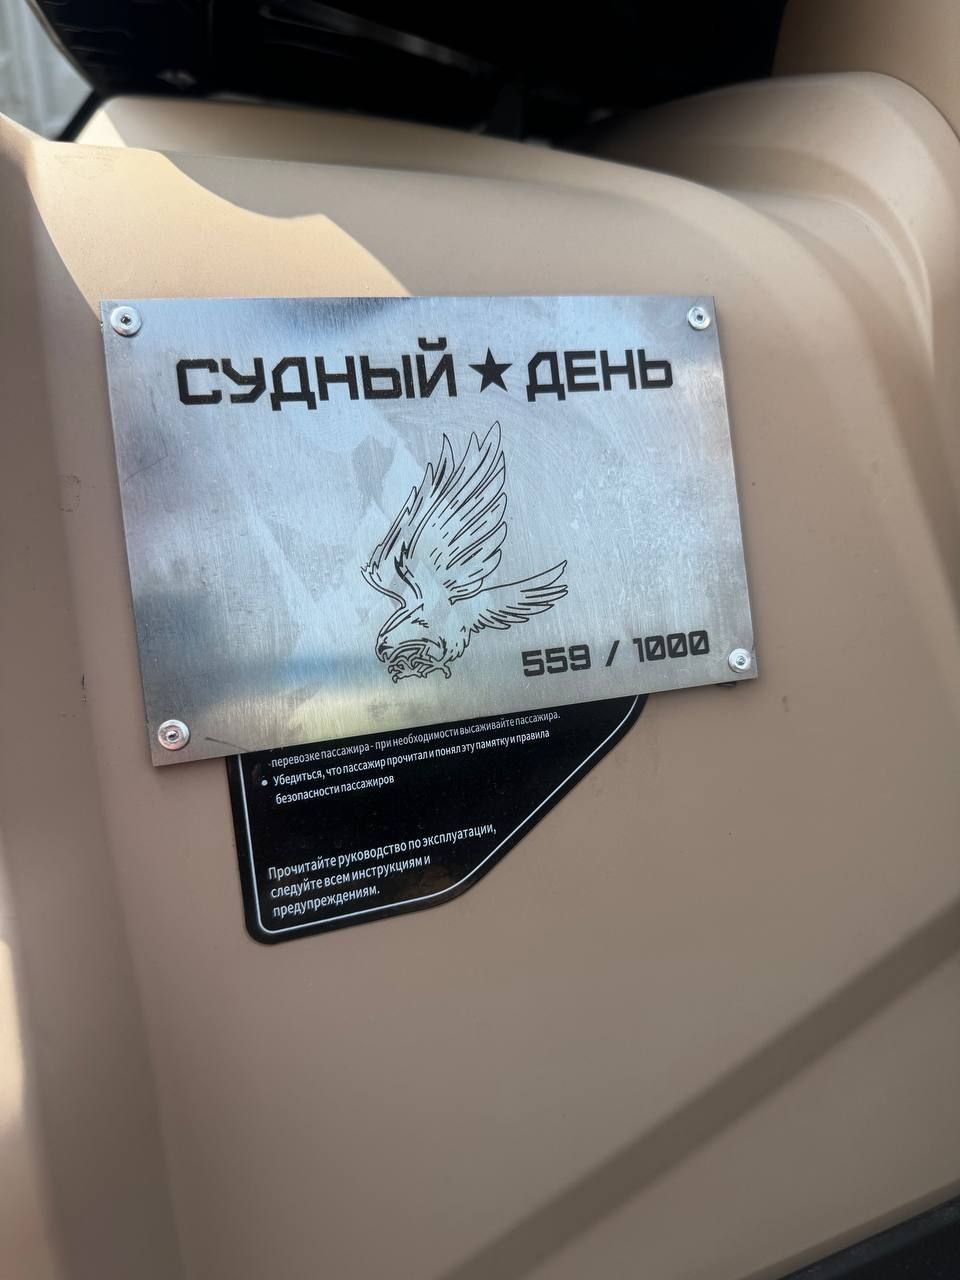 СУДНЫЙ ★ ДЕНЬ
559 / 1000
перевозке пассажира - при необходимости высаживайте пассажира.
• Убедиться, что пассажир прочитал и понял эту памятку и правила
безопасности пассажиров
Прочитайте руководство по эксплуатации,
следуйте всем инструкциям и
предупреждениям.